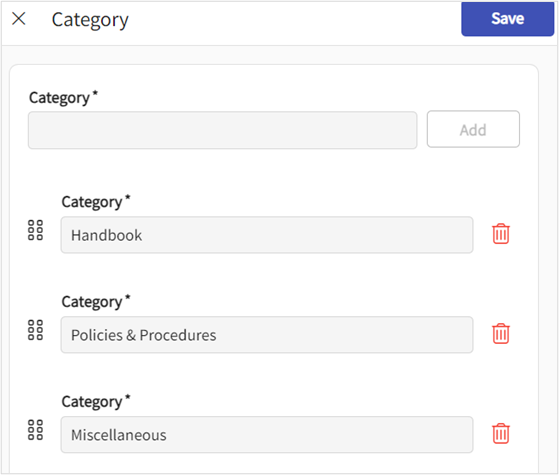 Category
Save
Category *
Add
Category *
Handbook
Category *
Policies & Procedures
Category *
Miscellaneous